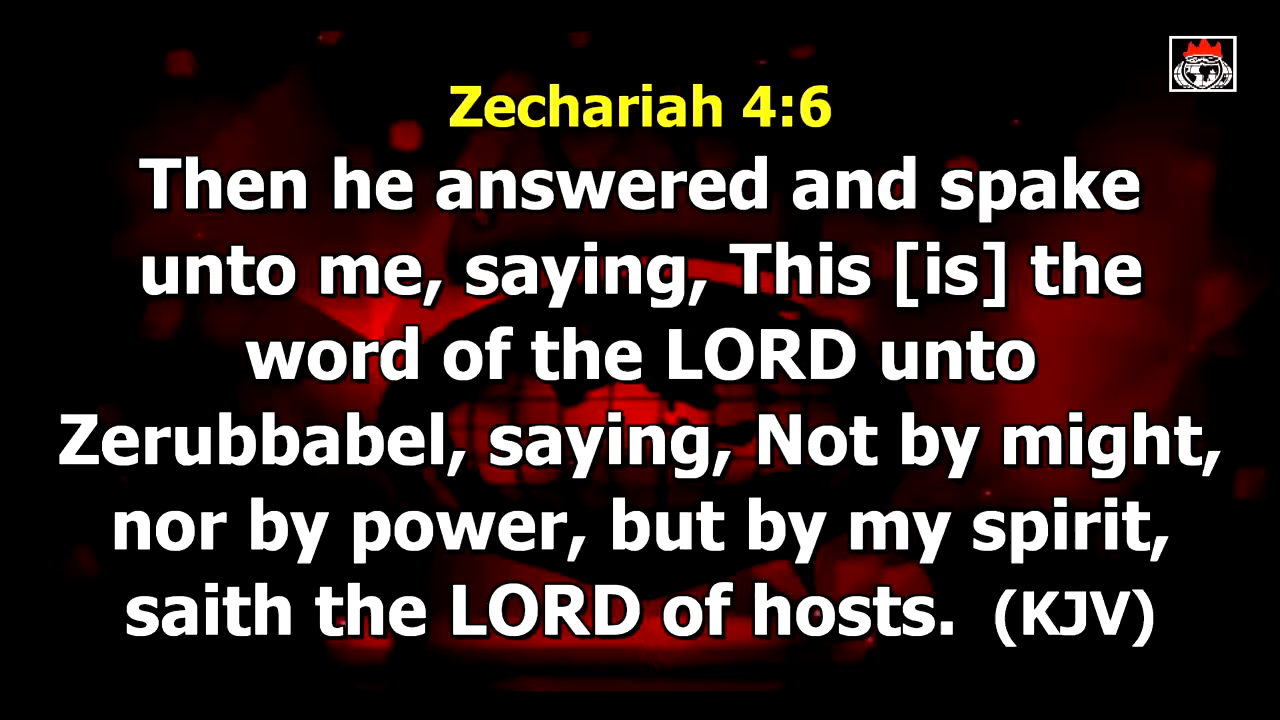 Zechariah 4:6
Then he answered and spake
unto me, saying, This [is] the
word of the LORD unto
Zerubbabel, saying, Not by might,
nor by power, but by my spirit,
saith the LORD of hosts. (KJV)